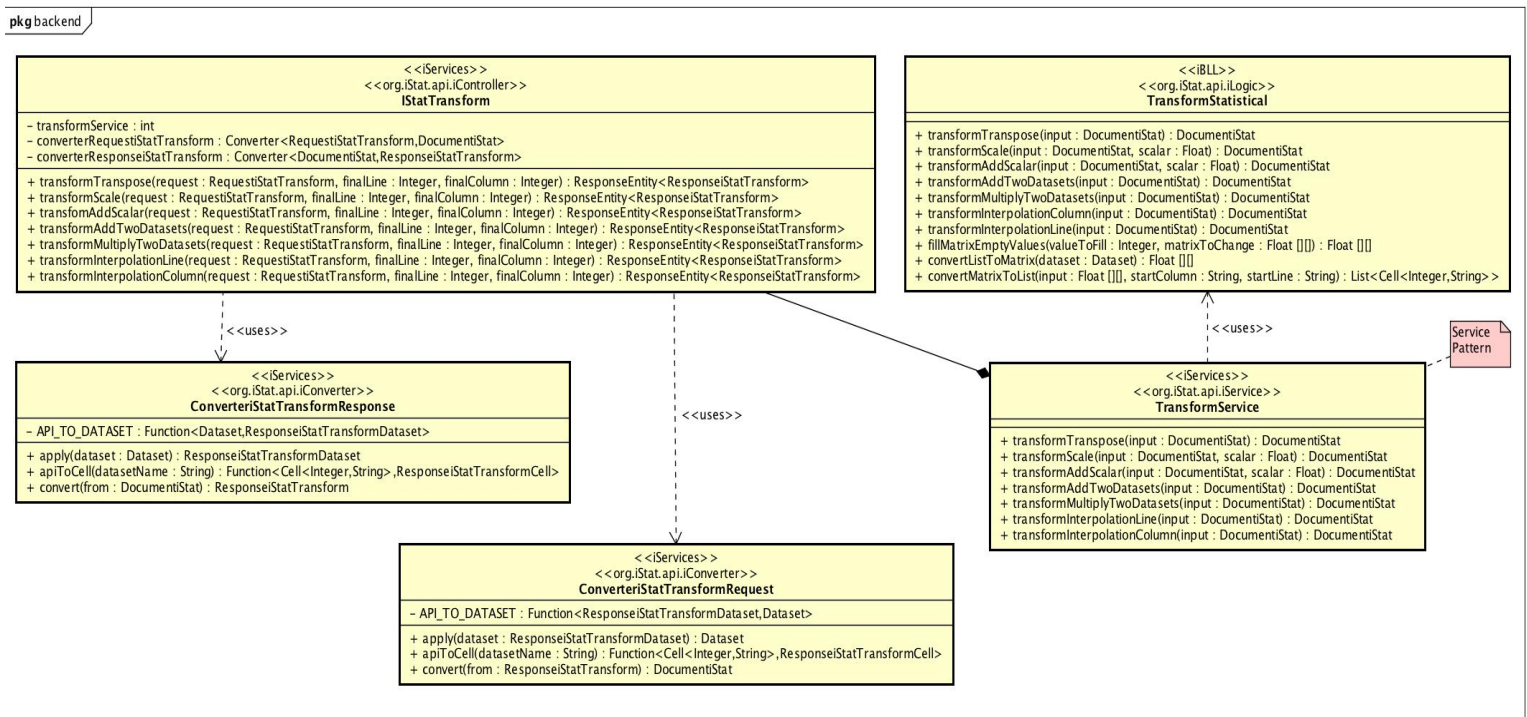 pkg backend
<<iServices>>
<<org.iStat.api.iController>>
IStatTransform
– transformService : int
– converterRequestiStatTransform : Converter<RequestiStatTransform,DocumentiStat>
– converterResponseiStatTransform : Converter<DocumentiStat,ResponseiStatTransform>
+ transformTranspose(request : RequestiStatTransform, finalLine : Integer, finalColumn : Integer) : ResponseEntity<ResponseiStatTransform>
+ transformScale(request : RequestiStatTransform, finalLine : Integer, finalColumn : Integer) : ResponseEntity<ResponseiStatTransform>
+ transfomAddScalar(request : RequestiStatTransform, finalLine : Integer, finalColumn : Integer) : ResponseEntity<ResponseiStatTransform>
+ transformAddTwoDatasets(request : RequestiStatTransform, finalLine : Integer, finalColumn : Integer) : ResponseEntity<ResponseiStatTransform>
+ transformMultiplyTwoDatasets(request : RequestiStatTransform, finalLine : Integer, finalColumn : Integer) : ResponseEntity<ResponseiStatTransform>
+ transformInterpolationLine(request : RequestiStatTransform, finalLine : Integer, finalColumn : Integer) : ResponseEntity<ResponseiStatTransform>
+ transformInterpolationColumn(request : RequestiStatTransform, finalLine : Integer, finalColumn : Integer) : ResponseEntity<ResponseiStatTransform>
<<iBLL>>
<<org.iStat.api.iLogic>>
TransformStatistical
+ transformTranspose(input : DocumentiStat) : DocumentiStat
+ transformScale(input : DocumentiStat, scalar : Float) : DocumentiStat
+ transformAddScalar(input : DocumentiStat, scalar : Float) : DocumentiStat
+ transformAddTwoDatasets(input : DocumentiStat) : DocumentiStat
+ transformMultiplyTwoDatasets(input : DocumentiStat) : DocumentiStat
+ transformInterpolationColumn(input : DocumentiStat) : DocumentiStat
+ transformInterpolationLine(input : DocumentiStat) : DocumentiStat
+ fillMatrixEmptyValues(valueToFill : Integer, matrixToChange : Float [][]) : Float [][]
+ convertListToMatrix(dataset : Dataset) : Float [][]
+ convertMatrixToList(input : Float [][], startColumn : String, startLine : String) : List<Cell<Integer,String>>
<<uses>>
<<uses>>
<<uses>>
Service
Pattern
<<iServices>>
<<org.iStat.api.iConverter>>
ConverteriStatTransformResponse
– API_TO_DATASET : Function<Dataset,ResponseiStatTransformDataset>
+ apply(dataset : Dataset) : ResponseiStatTransformDataset
+ apiToCell(datasetName : String) : Function<Cell<Integer,String>,ResponseiStatTransformCell>
+ convert(from : DocumentiStat) : ResponseiStatTransform
<<iServices>>
<<org.iStat.api.iService>>
TransformService
+ transformTranspose(input : DocumentiStat) : DocumentiStat
+ transformScale(input : DocumentiStat, scalar : Float) : DocumentiStat
+ transformAddScalar(input : DocumentiStat, scalar : Float) : DocumentiStat
+ transformAddTwoDatasets(input : DocumentiStat) : DocumentiStat
+ transformMultiplyTwoDatasets(input : DocumentiStat) : DocumentiStat
+ transformInterpolationLine(input : DocumentiStat) : DocumentiStat
+ transformInterpolationColumn(input : DocumentiStat) : DocumentiStat
<<iServices>>
<<org.iStat.api.iConverter>>
ConverteriStatTransformRequest
– API_TO_DATASET : Function<ResponseiStatTransformDataset,Dataset>
+ apply(dataset : ResponseiStatTransformDataset) : Dataset
+ apiToCell(datasetName : String) : Function<Cell<Integer,String>,ResponseiStatTransformCell>
+ convert(from : ResponseiStatTransform) : DocumentiStat